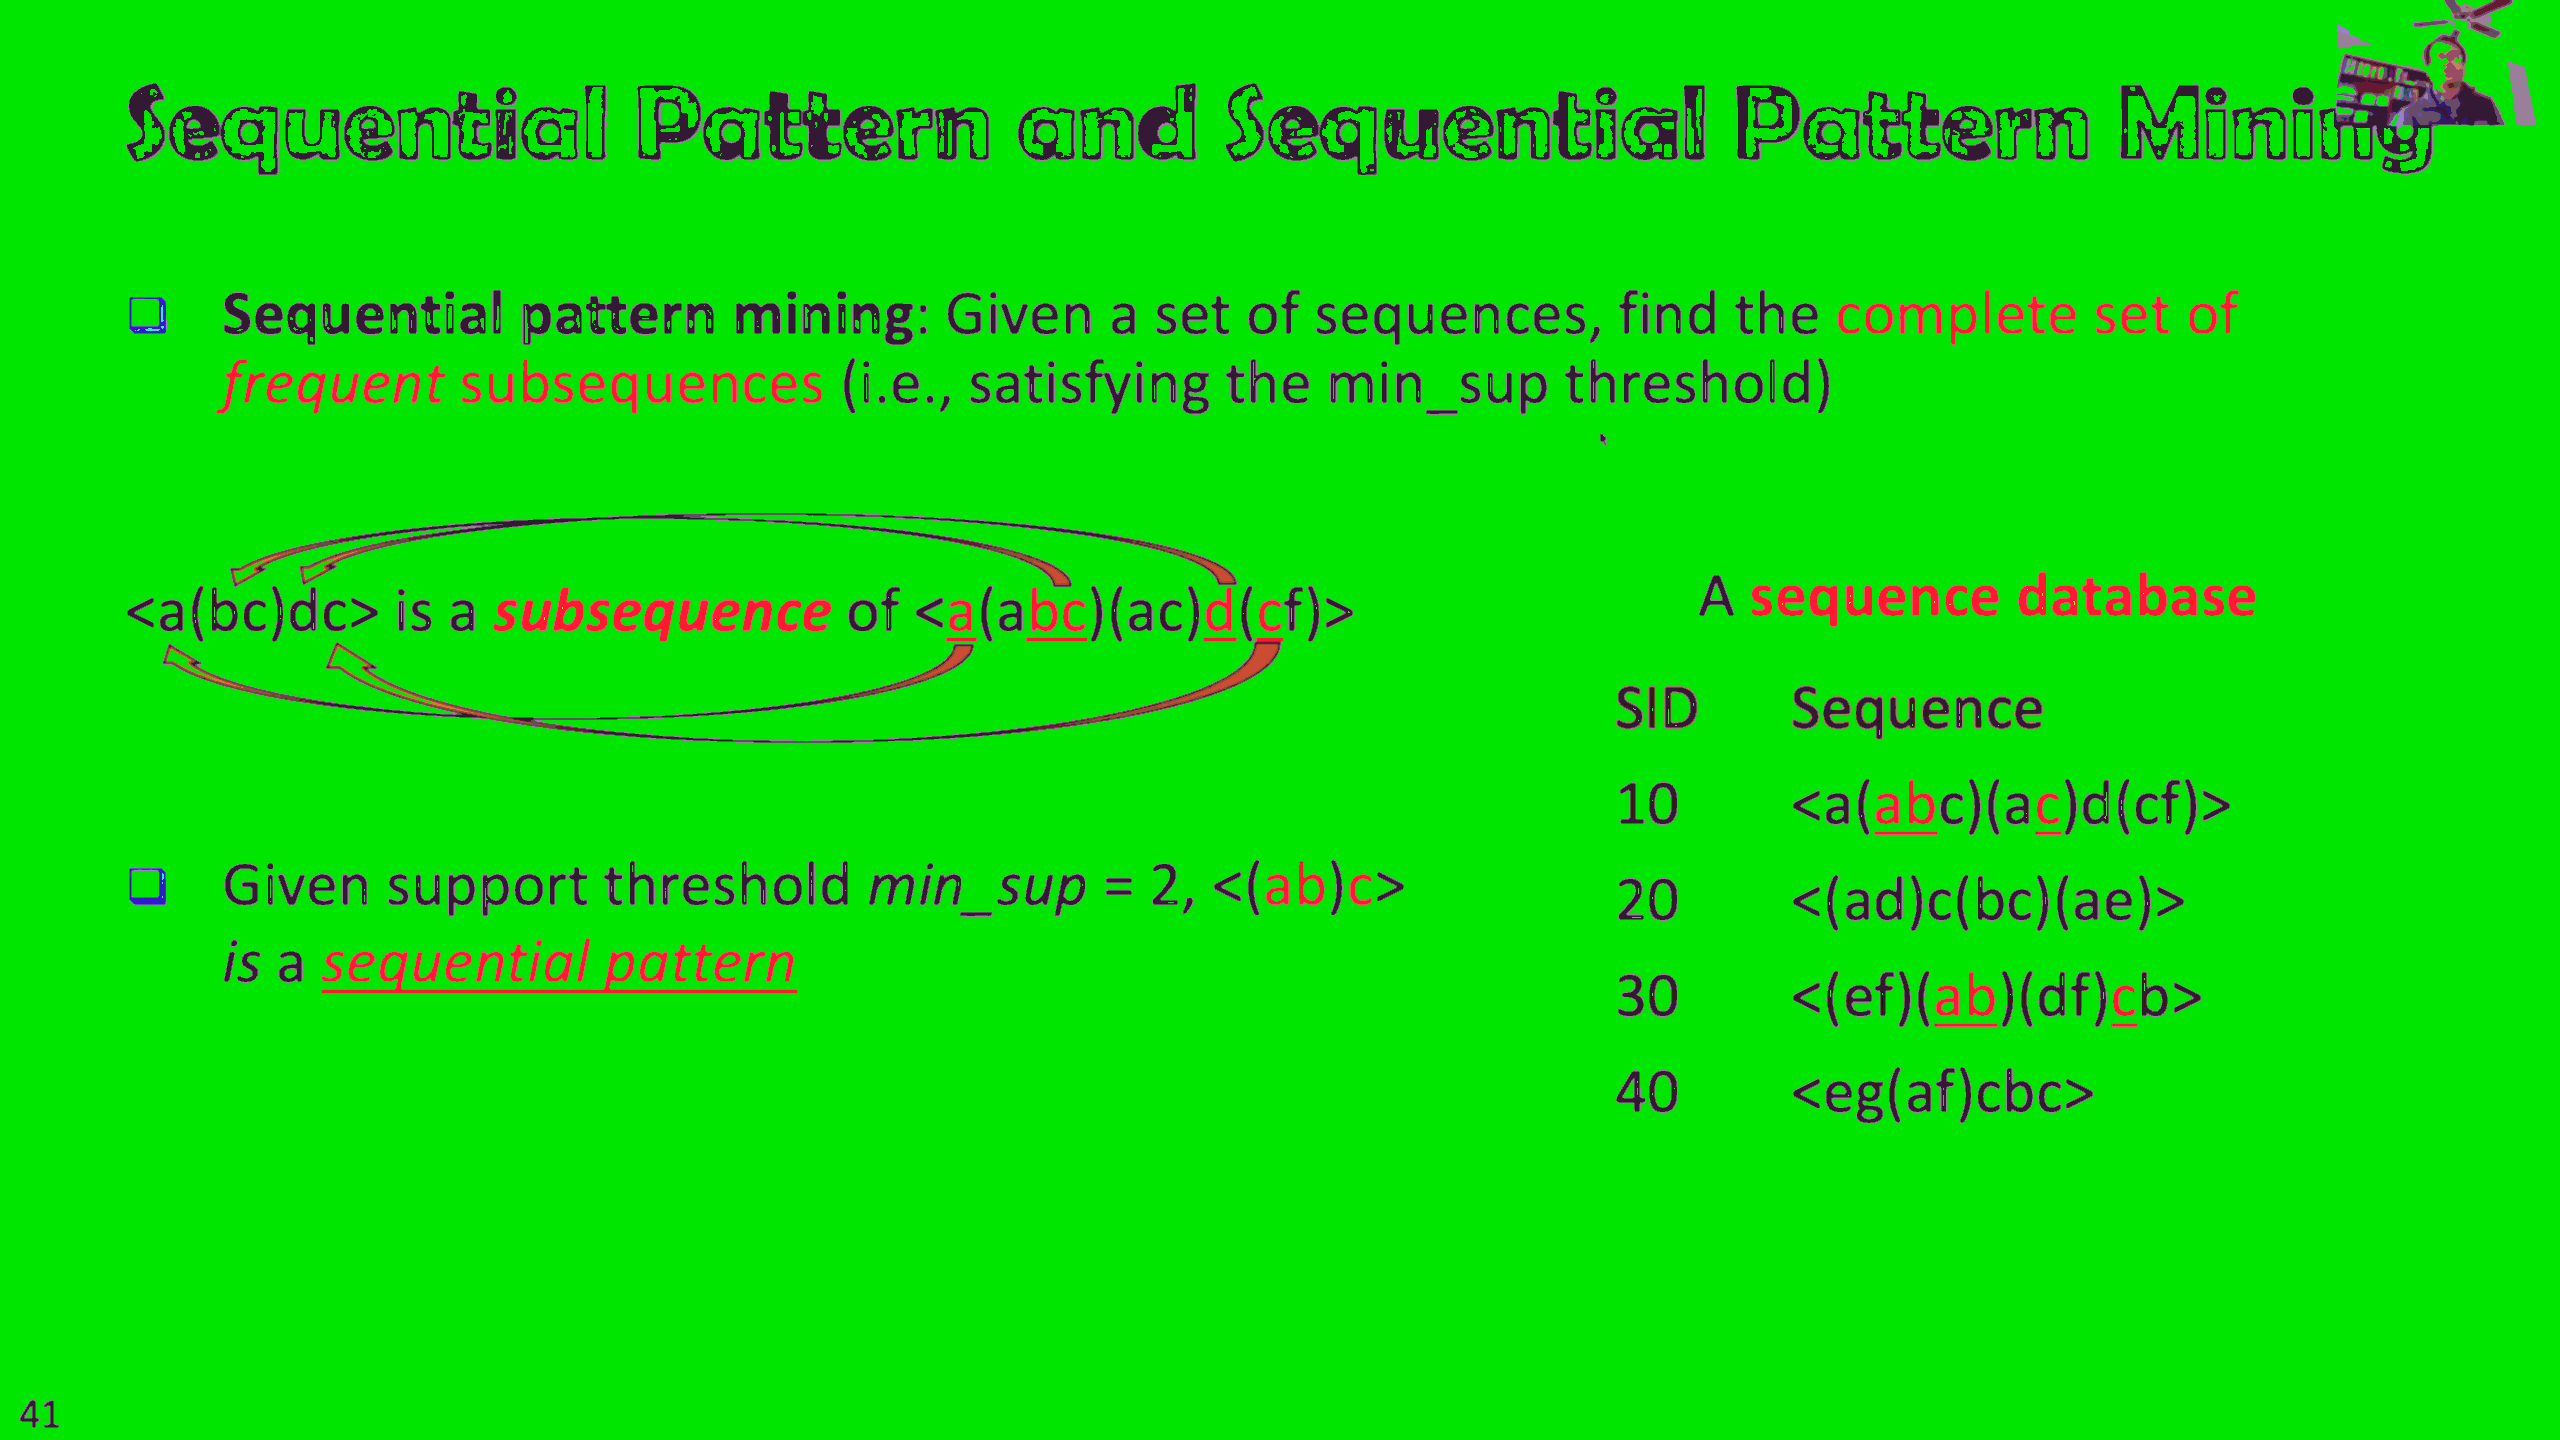 Sequential Pattern and Sequential Pattern Mining
❑ Sequential pattern mining: Given a set of sequences, find the complete set of
frequent subsequences (i.e., satisfying the min_sup threshold)
<a(bc)dc> is a subsequence of <a(abc)(ac)d(cf)>
❑ Given support threshold min_sup = 2, <(ab)c>
is a sequential pattern
A sequence database
SID Sequence
10 <a(abc)(ac)d(cf)>
20 <(ad)c(bc)(ae)>
30 <(ef)(ab)(df)cb>
40 <eg(af)cbc>
41